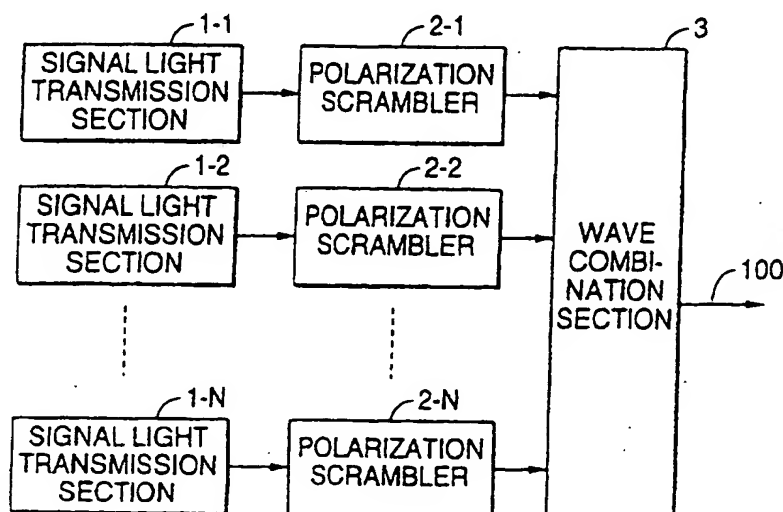 1-1
SIGNAL LIGHT
TRANSMISSION
SECTION
2-1
POLARIZATION
SCRAMBLER
3
1-2
SIGNAL LIGHT
TRANSMISSION
SECTION
2-2
POLARIZATION
SCRAMBLER
WAVE
COMBI-
NATION
SECTION
100
1-N
SIGNAL LIGHT
TRANSMISSION
SECTION
2-N
POLARIZATION
SCRAMBLER